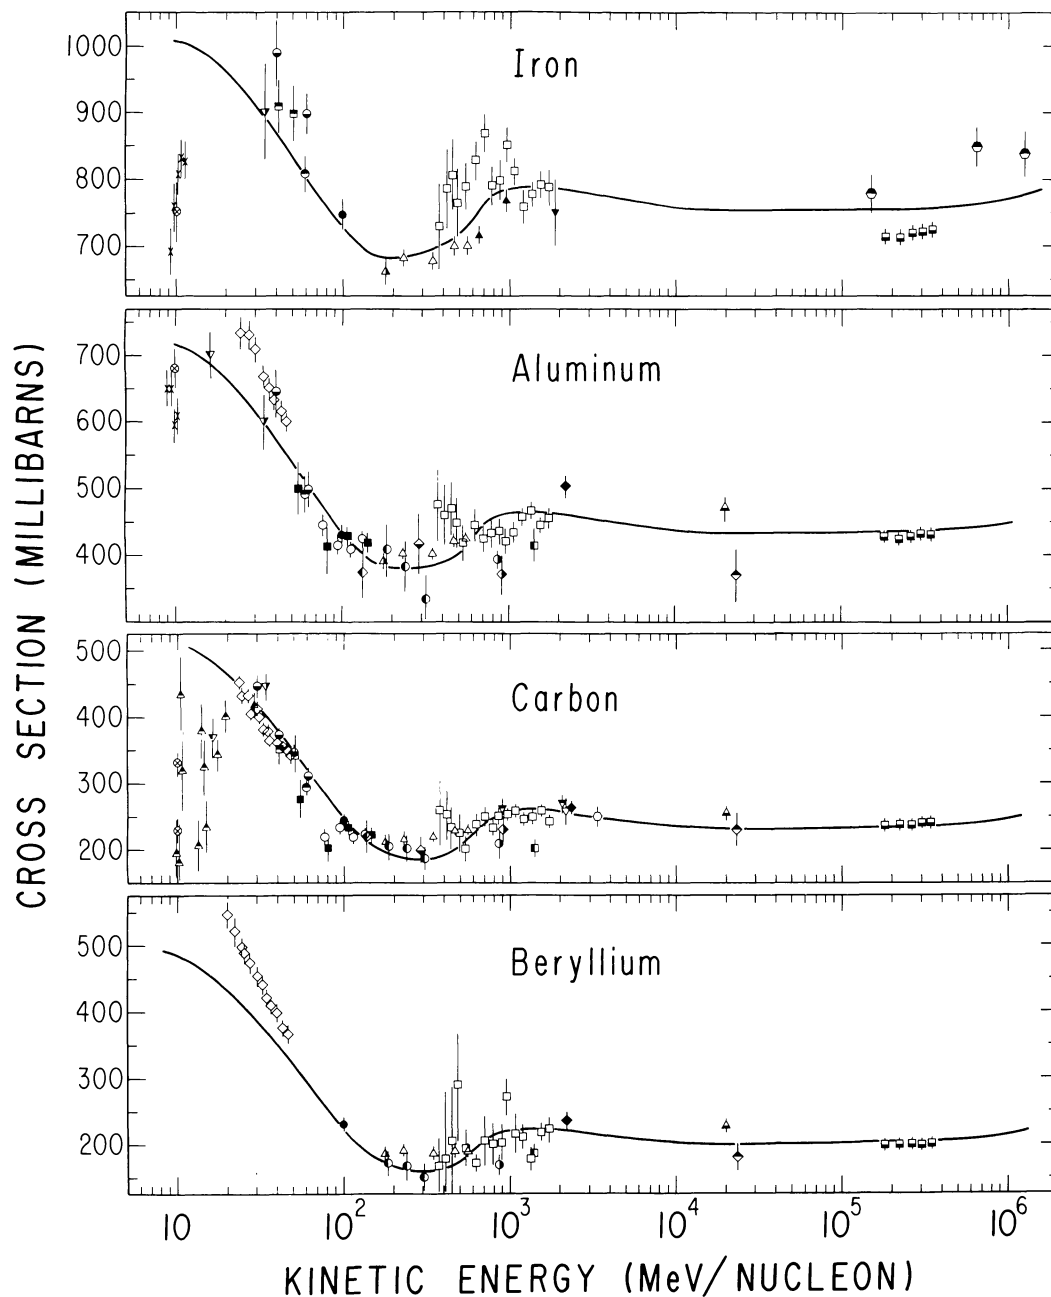 Iron
1000
900
800
700
Aluminum
700
600
500
400
Carbon
500
400
300
200
Beryllium
500
400
300
200
10 10² 10³ 10⁴ 10⁵ 10⁶
KINETIC ENERGY (MeV/NUCLEON)
CROSS SECTION (MILLIBARNS)